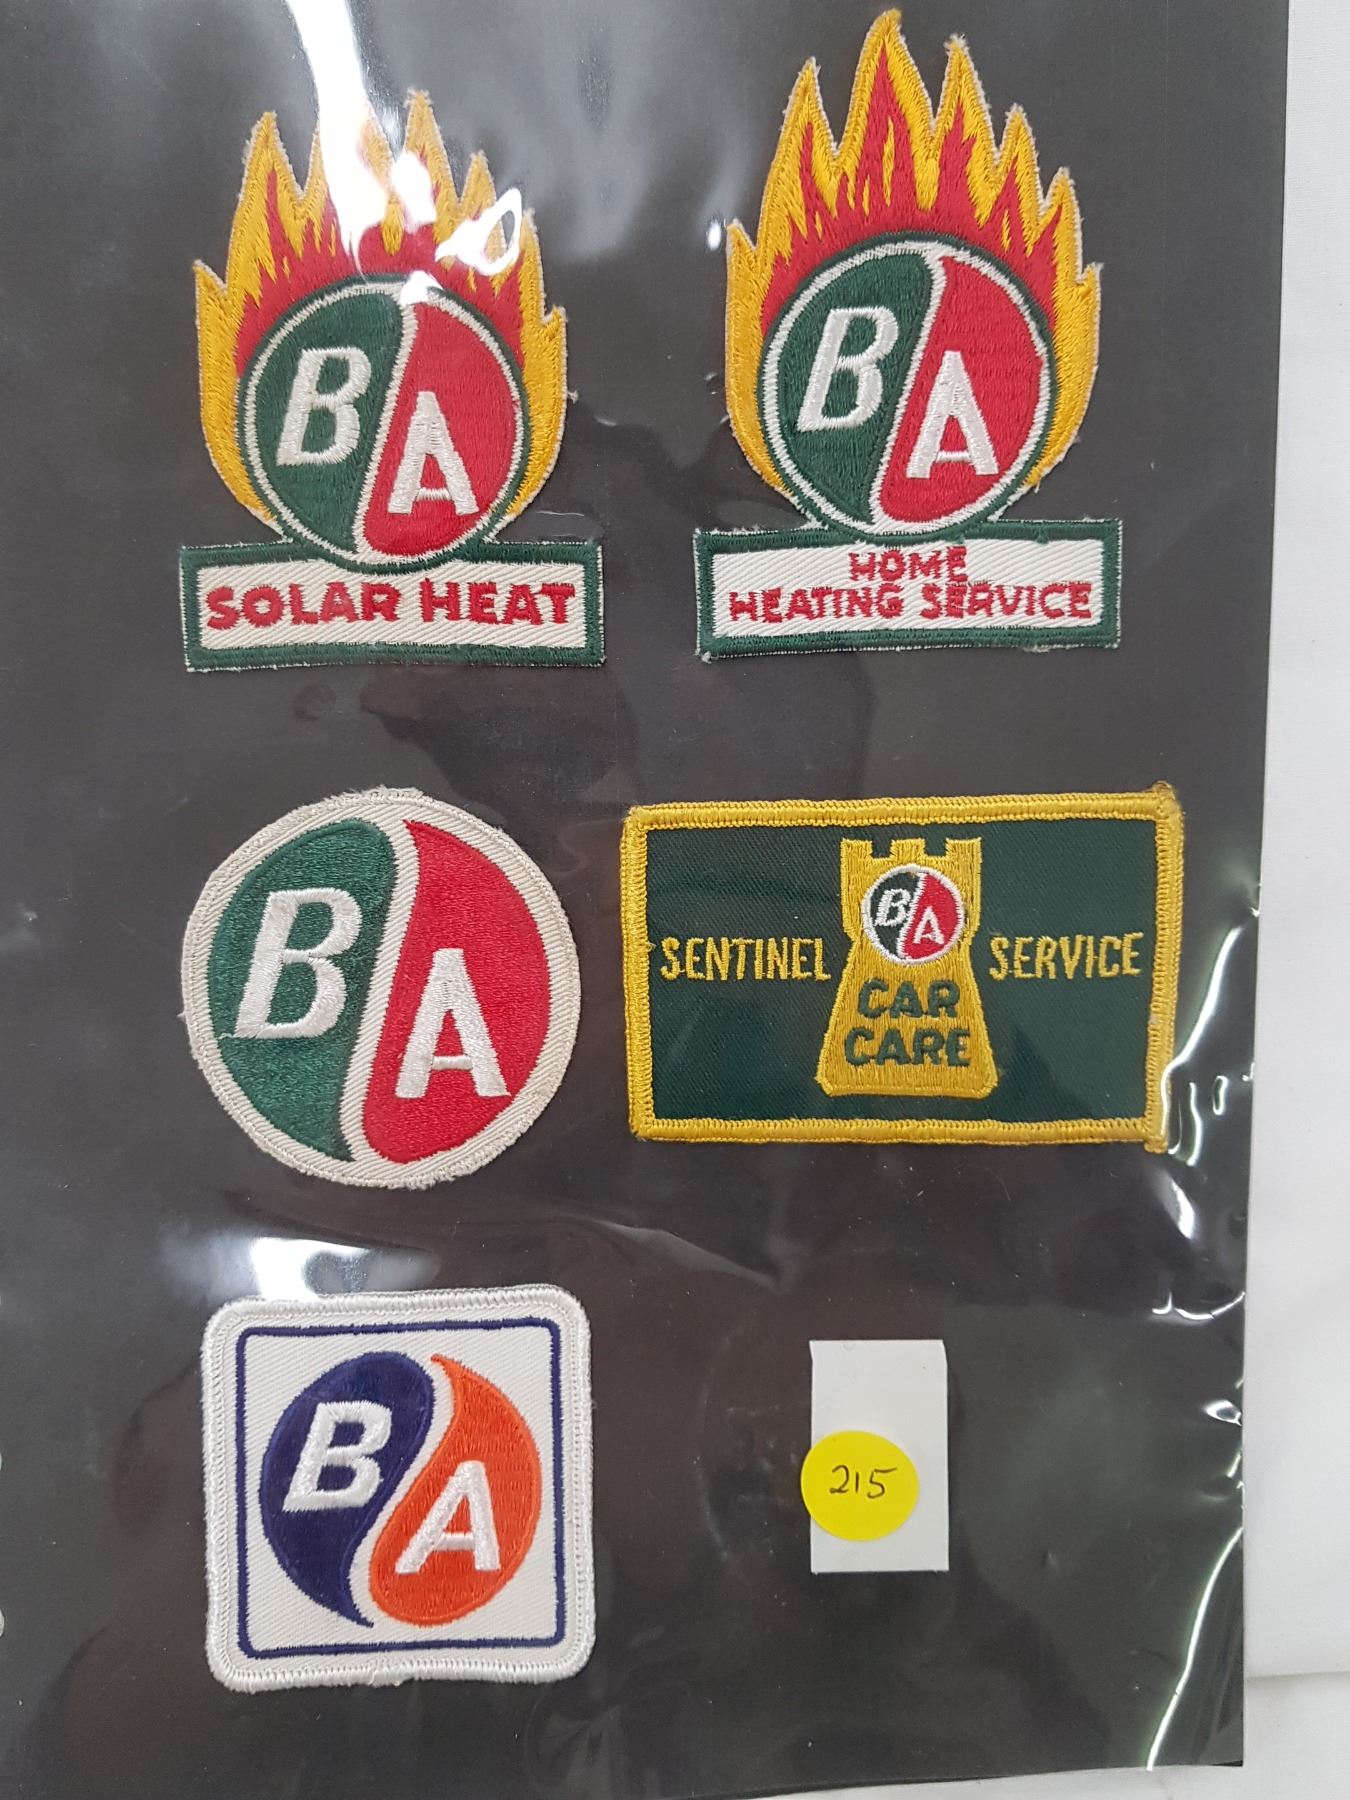 BA
SOLAR HEAT
BA
HOME
HEATING SERVICE
BA
SENTINEL BA SERVICE
CAR
CARE
BA
215